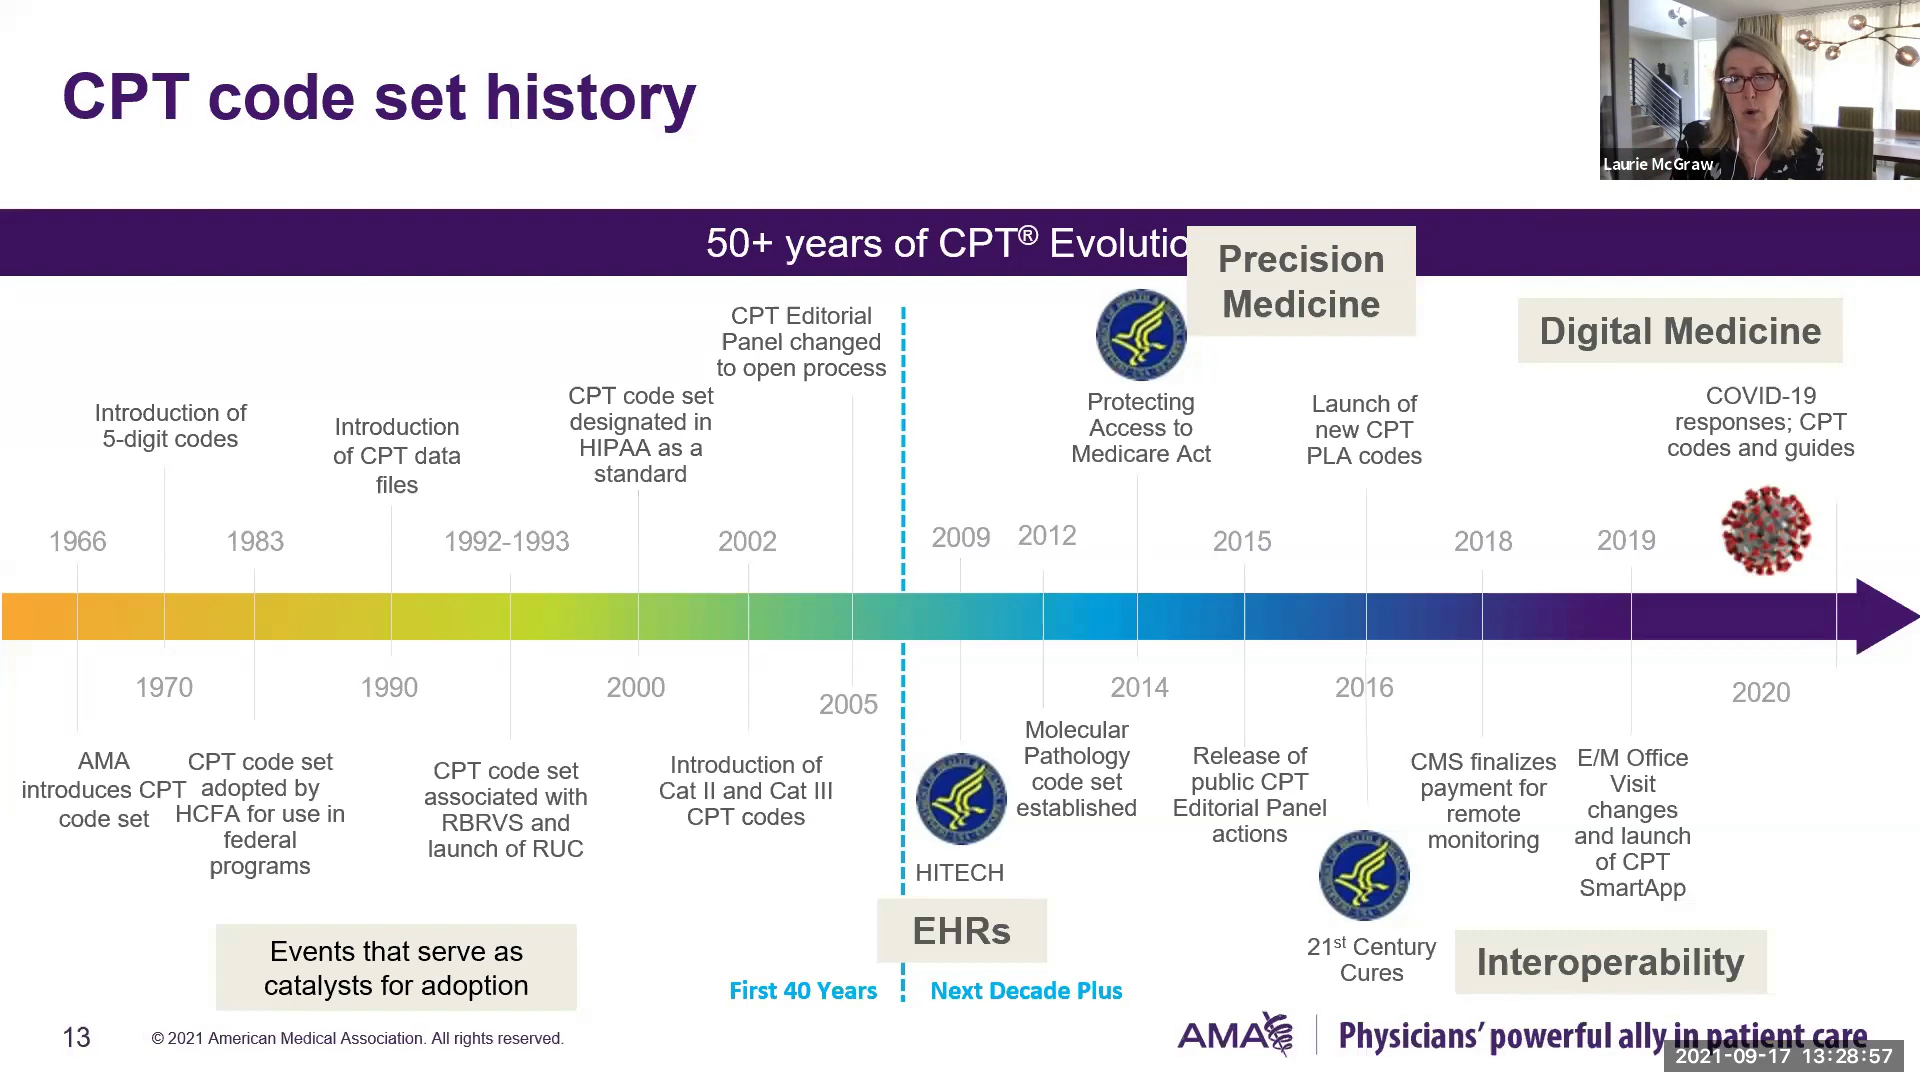 CPT code set history
Laurie McGraw
50+ years of CPT® Evolutio
Precision
Medicine
Digital Medicine
Introduction of
5-digit codes
Introduction
of CPT data
files
CPT code set
designated in
HIPAA as a
standard
CPT Editorial
Panel changed
to open process
Protecting
Access to
Medicare Act
Launch of
new CPT
PLA codes
COVID-19
responses; CPT
codes and guides
1966
1983
1992-1993
2002
2009
2012
2015
2018
2019
1970
1990
2000
2005
2014
2016
2020
AMA
introduces CPT
code set
CPT code set
adopted by
HCFA for use in
federal
programs
CPT code set
associated with
RBRVS and
launch of RUC
Introduction of
Cat II and Cat III
CPT codes
HITECH
Molecular
Pathology
code set
established
Release of
public CPT
Editorial Panel
actions
21st Century
Cures
CMS finalizes
payment for
remote
monitoring
E/M Office
Visit
changes
and launch
of CPT
SmartApp
EHRs
Interoperability
Events that serve as
catalysts for adoption
First 40 Years
Next Decade Plus
13
© 2021 American Medical Association. All rights reserved.
AMA
Physicians' powerful ally in patient care
2021-09-17 13:28:57